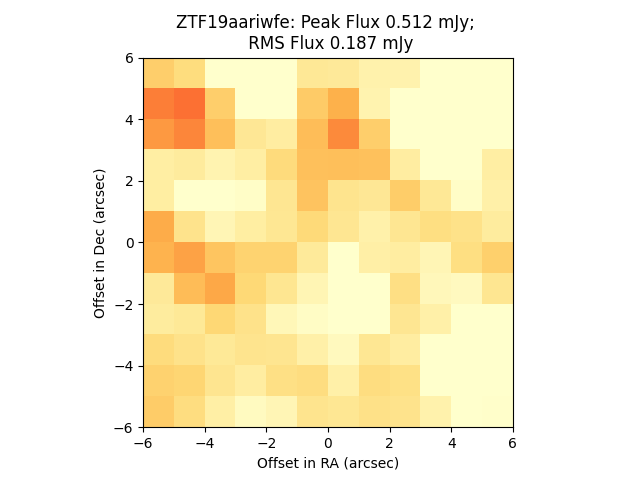 ZTF19aariwfe: Peak Flux 0.512 mJy;
RMS Flux 0.187 mJy
6
4
2
0
−2
−4
−6
Offset in Dec (arcsec)
−6 −4 −2 0 2 4 6
Offset in RA (arcsec)